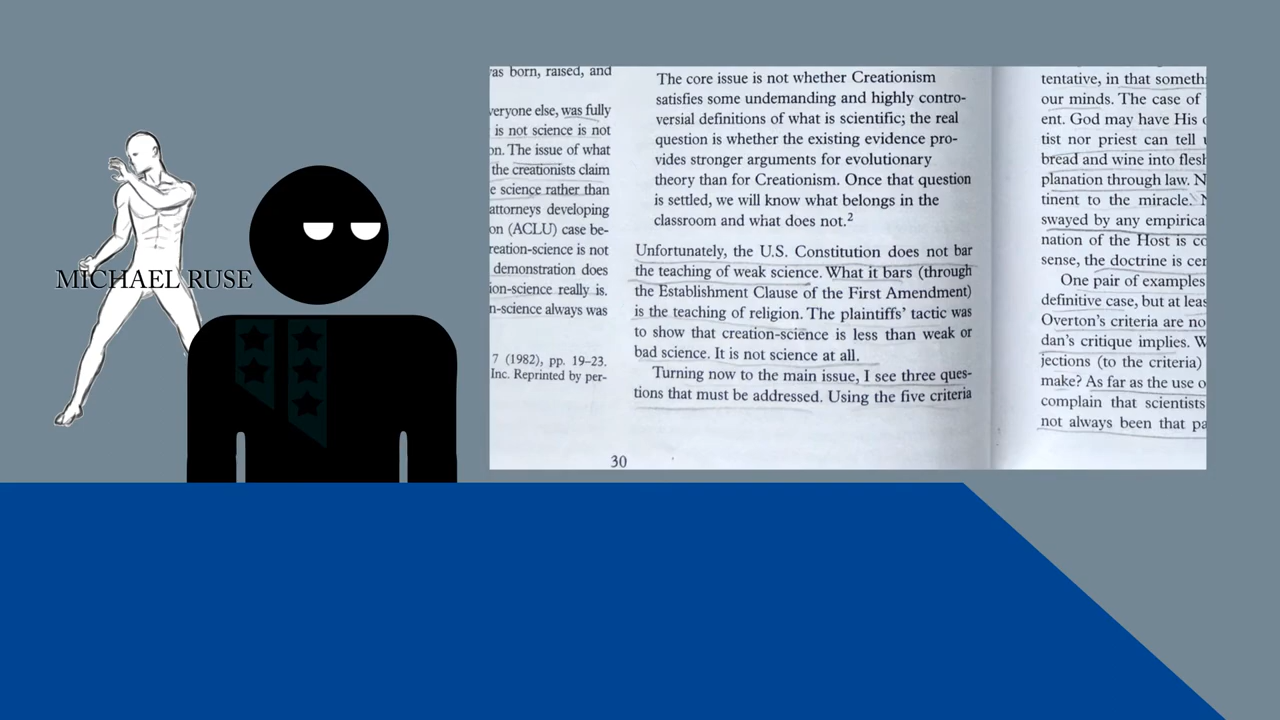 MICHAEL RUSE
as born, raised, and
veryone else, was fully
is not science is not
on. The issue of what
the creationists claim
e science rather than
attorneys developing
on (ACLU) case be-
reation-science is not
demonstration does
ion-science really is.
n-science always was
7 (1982), pp. 19–23.
Inc. Reprinted by per-
The core issue is not whether Creationism
satisfies some undemanding and highly contro-
versial definitions of what is scientific; the real
question is whether the existing evidence pro-
vides stronger arguments for evolutionary
theory than for Creationism. Once that question
is settled, we will know what belongs in the
classroom and what does not.2
Unfortunately, the U.S. Constitution does not bar
the teaching of weak science. What it bars (through
the Establishment Clause of the First Amendment)
is the teaching of religion. The plaintiffs' tactic was
to show that creation-science is less than weak or
bad science. It is not science at all.
Turning now to the main issue, I see three ques-
tions that must be addressed. Using the five criteria
30
tentative, in that someth
our minds. The case of
ent. God may have His
tist nor priest can tell
bread and wine into flesh
planation through law. N
tinent to the miracle. N
swayed by any empirica
nation of the Host is co
sense, the doctrine is cer
One pair of examples
definitive case, but at leas
Overton's criteria are no
dan's critique implies. W
jections (to the criteria)
make? As far as the use o
complain that scientists
not always been that pa